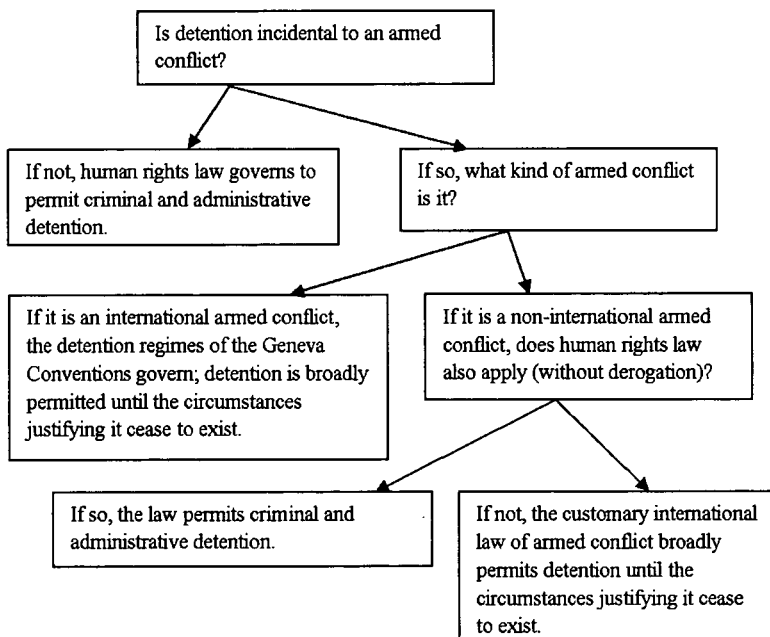 Is detention incidental to an armed
conflict?
If not, human rights law governs to
permit criminal and administrative
detention.
If so, what kind of armed conflict
is it?
If it is an international armed conflict,
the detention regimes of the Geneva
Conventions govern; detention is broadly
permitted until the circumstances
justifying it cease to exist.
If it is a non-international armed
conflict, does human rights law
also apply (without derogation)?
If so, the law permits criminal and
administrative detention.
If not, the customary international
law of armed conflict broadly
permits detention until the
circumstances justifying it cease
to exist.